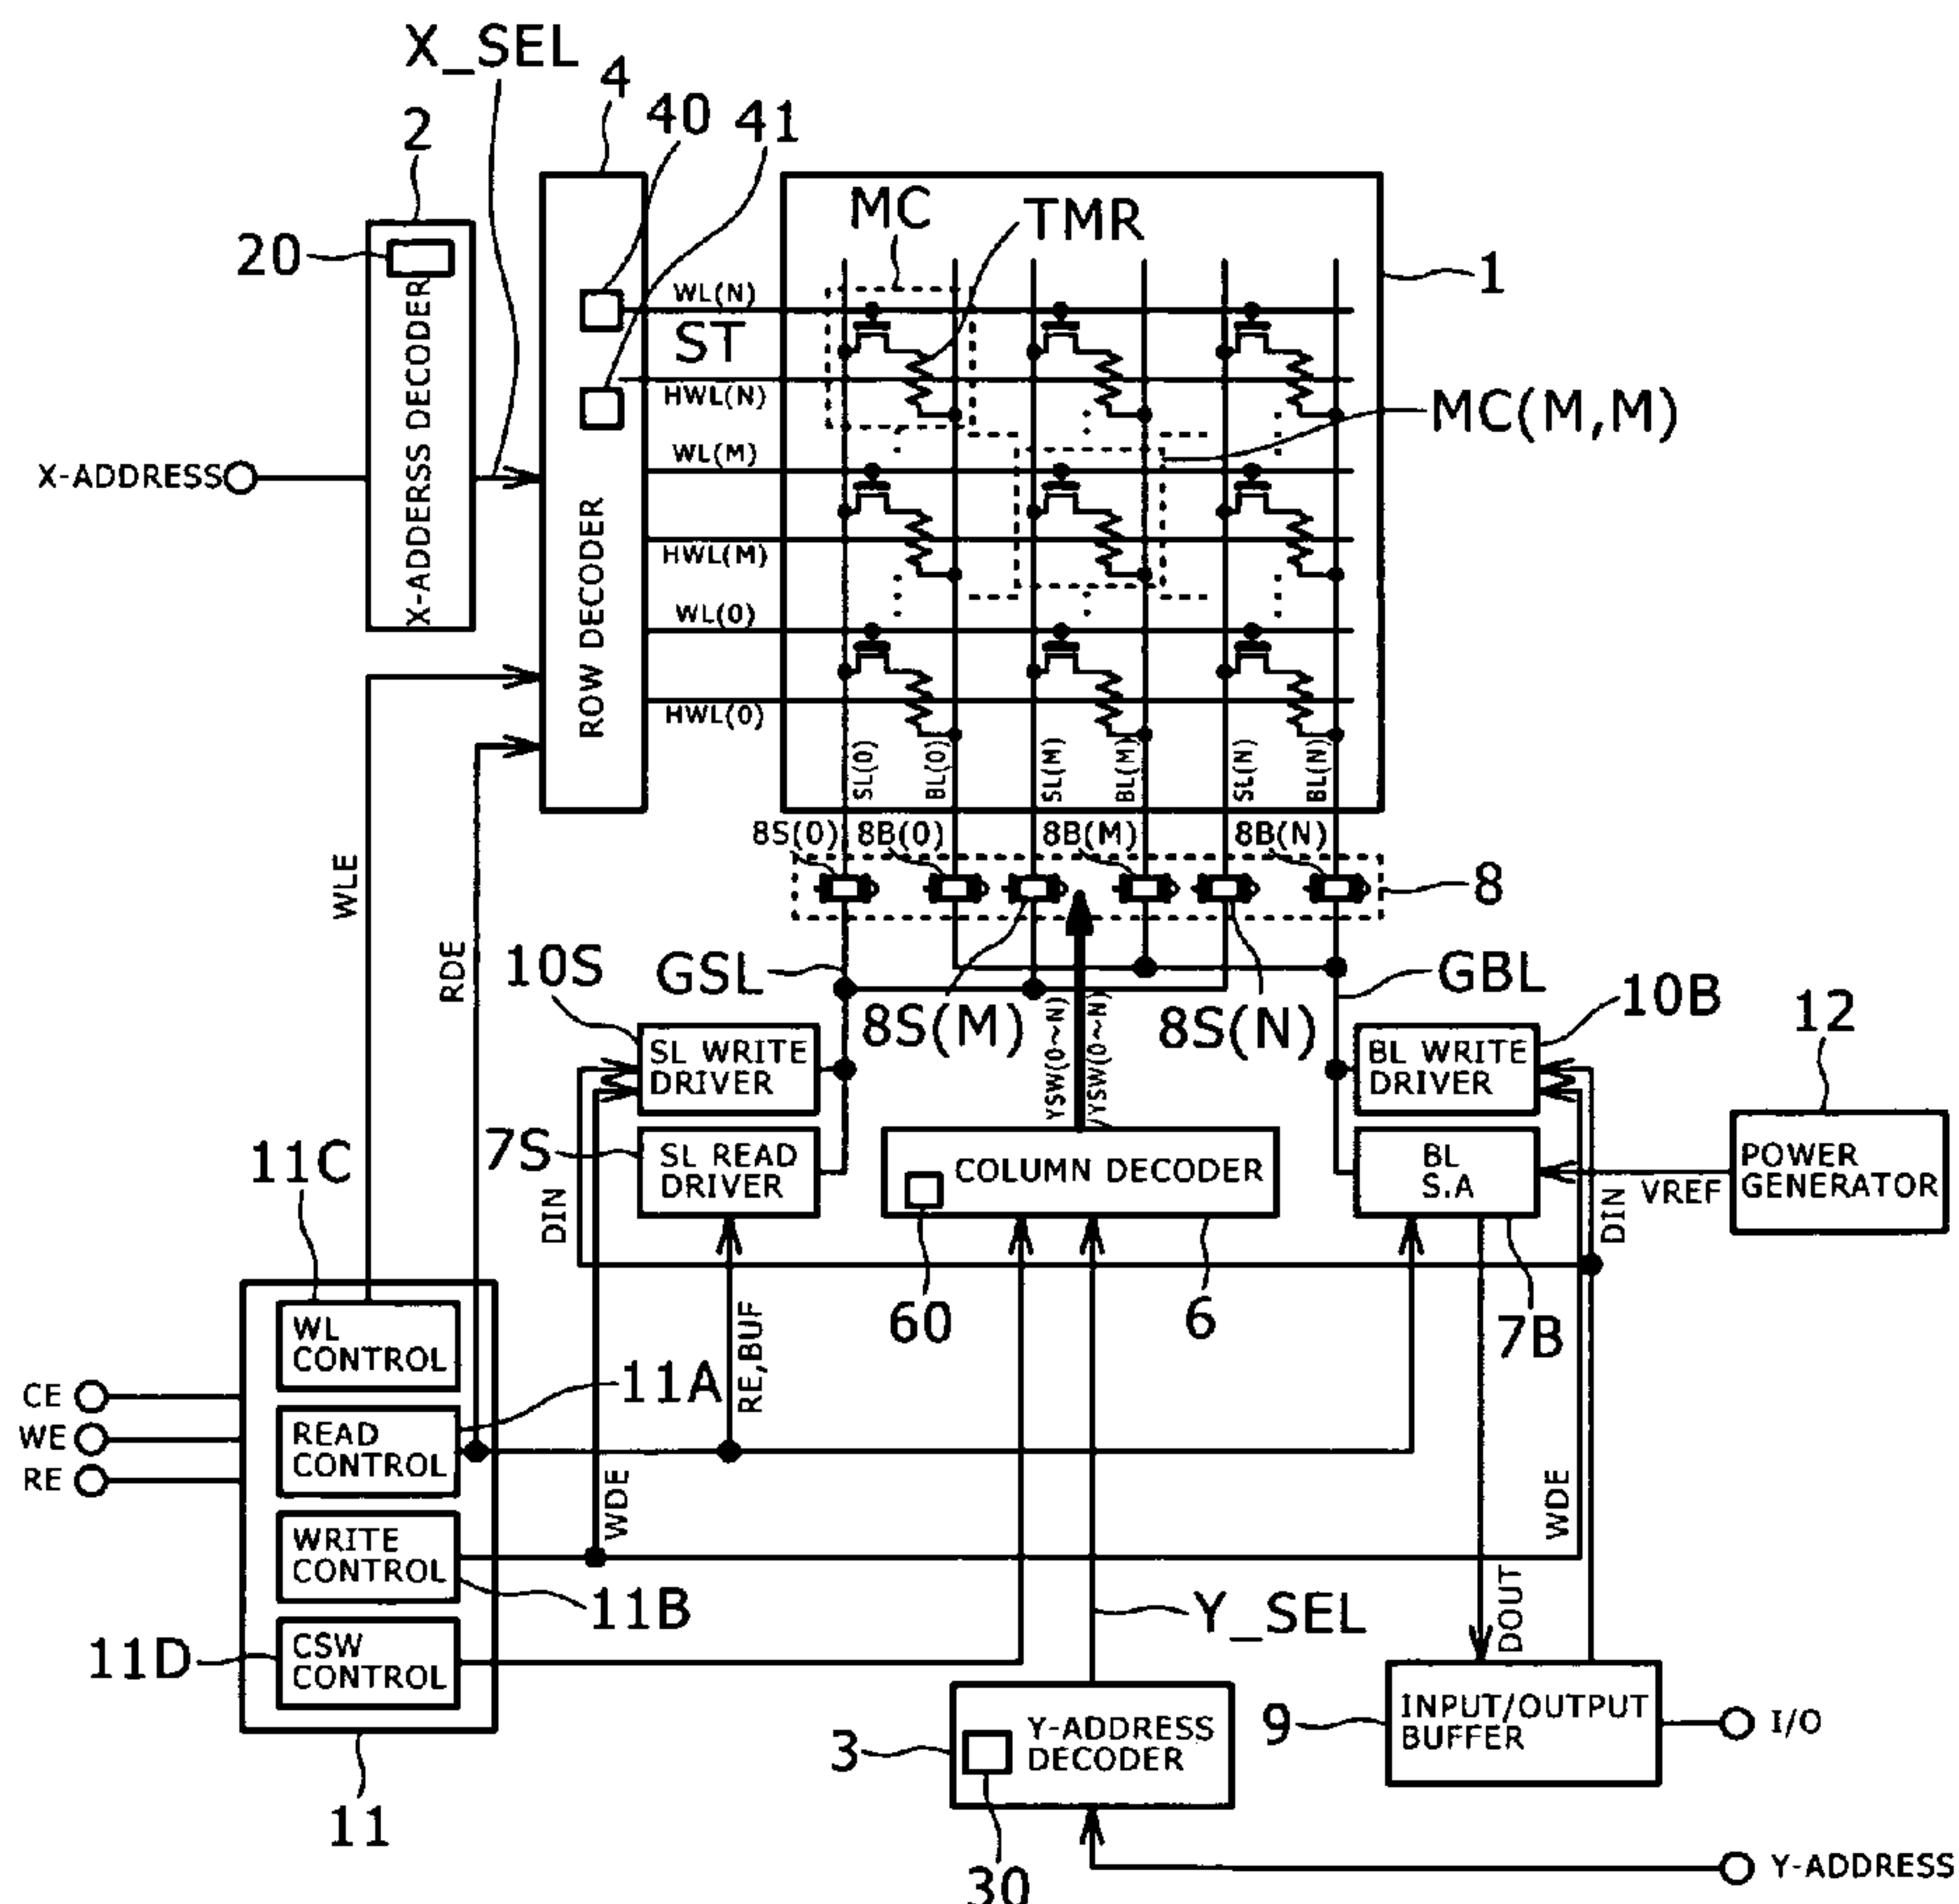 X_SEL
4
40
41
2
20
MC
TMR
1
WL(N)
ST
HWL(N)
MC(M,M)
X-ADDRESS
X-ADDERSS DECODER
ROW DECODER
WL(M)
HWL(M)
WL(0)
HWL(0)
SL(0)
BL(0)
SL(M)
BL(M)
SL(N)
BL(N)
8S(0)
8B(0)
8B(M)
8B(N)
8
WLE
RDE
10S
GSL
8S(M)
YSW(0~N)
/YSW(0~N)
8S(N)
GBL
10B
12
SL WRITE
DRIVER
BL WRITE
DRIVER
7S
SL READ
DRIVER
COLUMN DECODER
BL
S.A
VREF
POWER
GENERATOR
11C
DIN
DIN
60
6
7B
WL
CONTROL
RE,BUF
11A
CE
WE
RE
READ
CONTROL
WDE
WDE
WRITE
CONTROL
11B
Y_SEL
DOUT
11D
CSW
CONTROL
3
Y-ADDRESS
DECODER
9
INPUT/OUTPUT
BUFFER
I/O
11
30
Y-ADDRESS